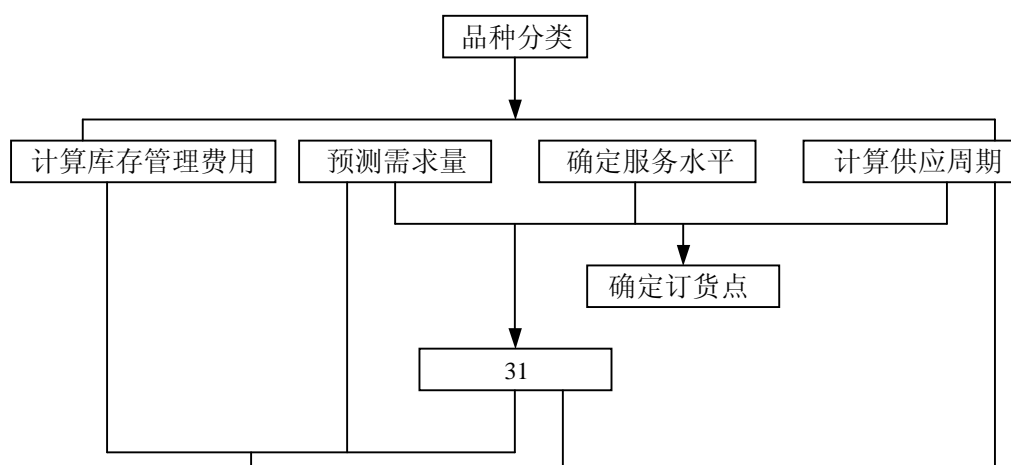 品种分类
计算库存管理费用
预测需求量
确定服务水平
计算供应周期
确定订货点
31